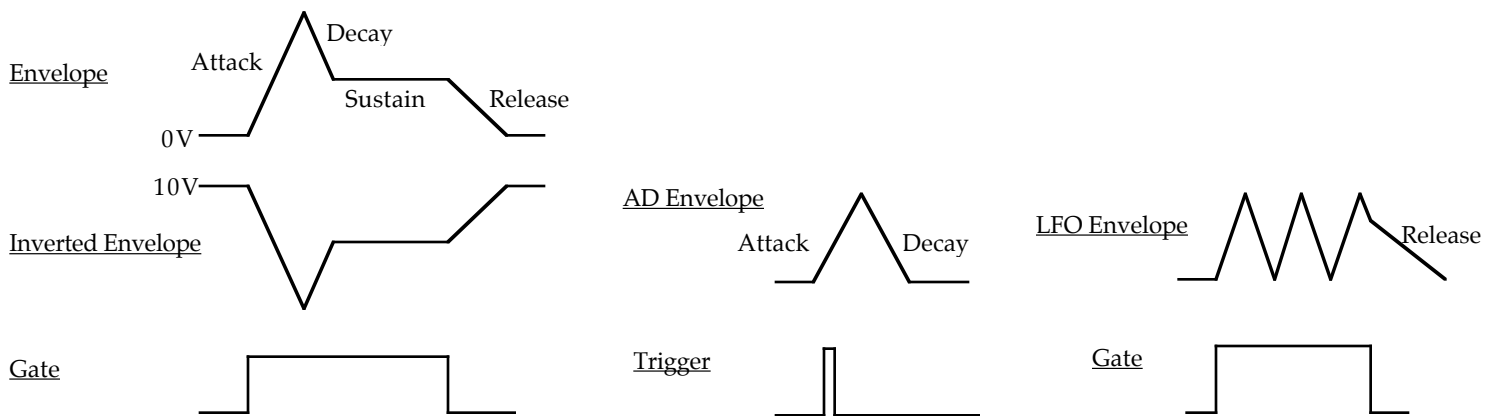 Envelope
Attack
Decay
Sustain
Release
0V
10V
Inverted Envelope
Gate
AD Envelope
Attack
Decay
Trigger
LFO Envelope
Release
Gate